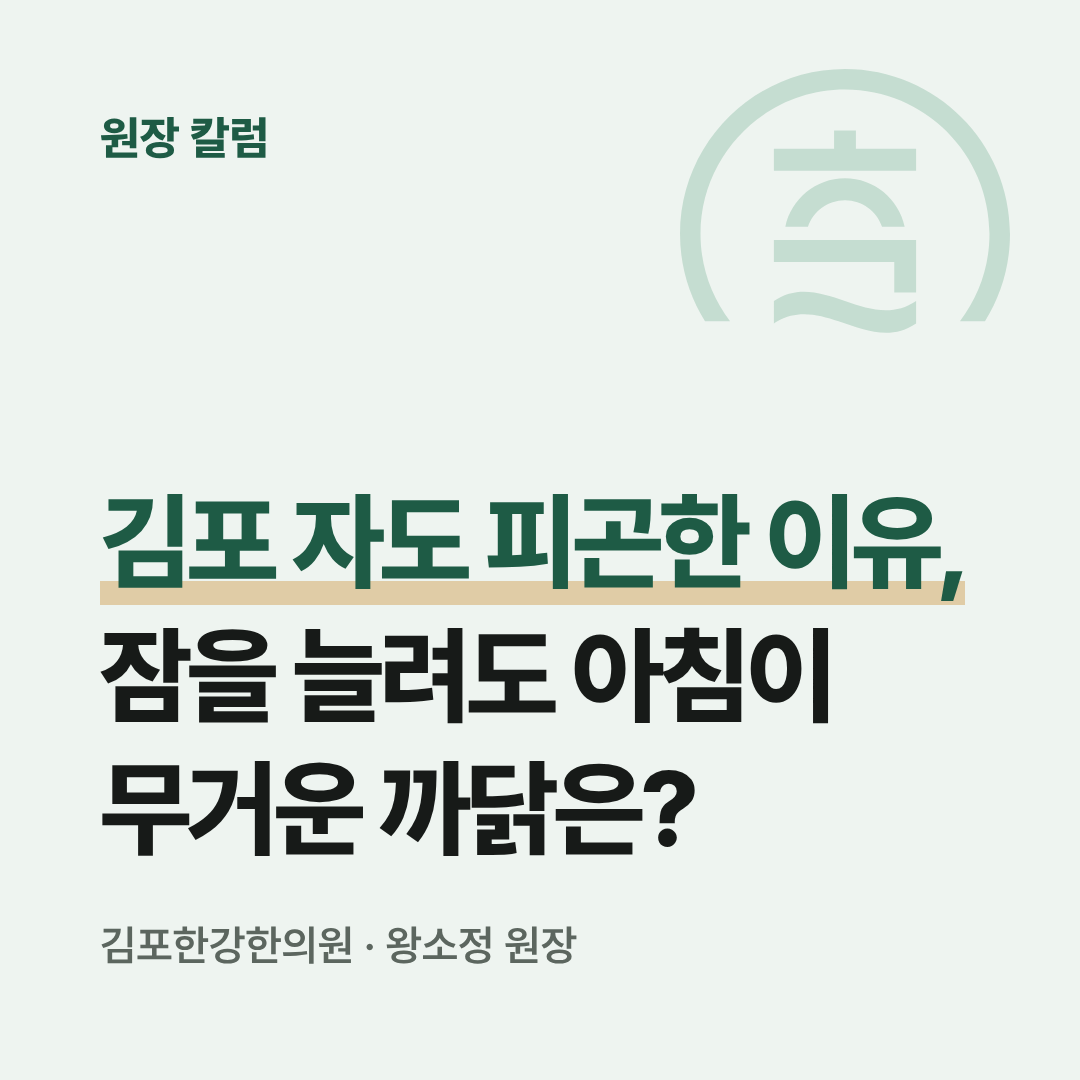 원장 칼럼
김포 자도 피곤한 이유,
잠을 늘려도 아침이
무거운 까닭은?
김포한강한의원 · 왕소정 원장